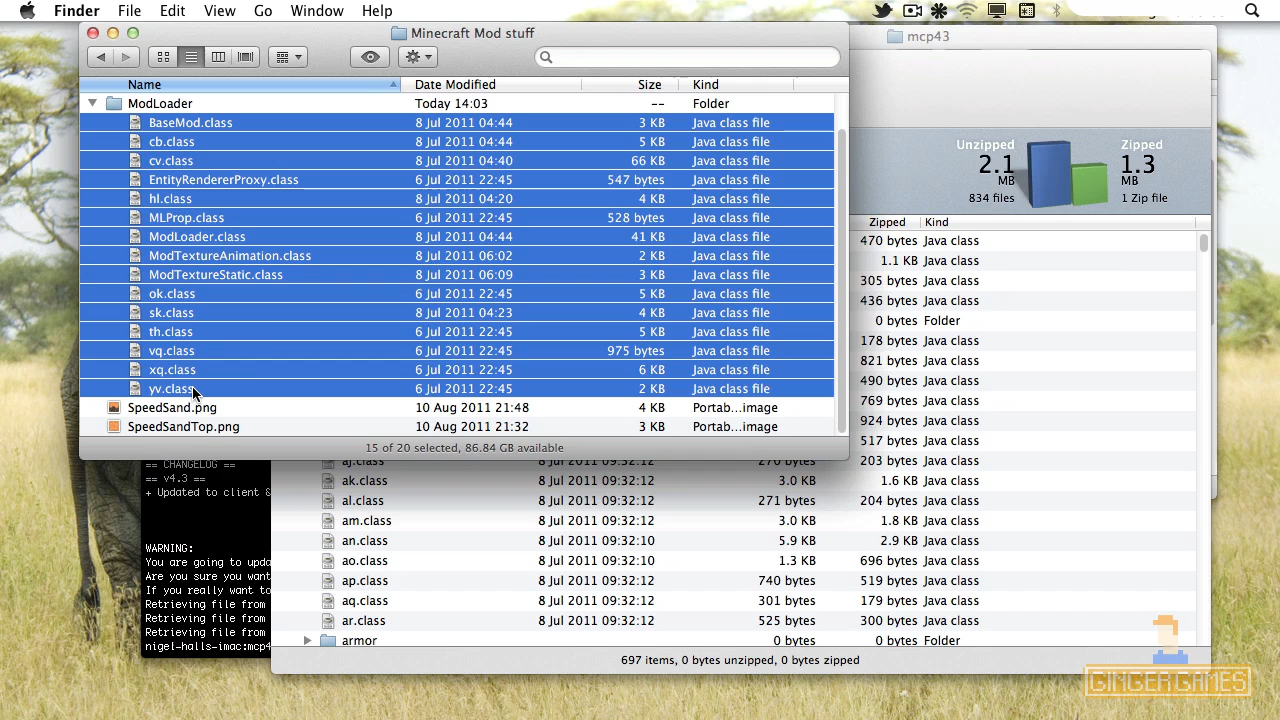 Finder File Edit View Go Window Help
Minecraft Mod stuff
mcp43
Name Date Modified Size Kind
ModLoader Today 14:03 -- Folder
BaseMod.class 8 Jul 2011 04:44 3 KB Java class file
cb.class 8 Jul 2011 04:44 5 KB Java class file
cv.class 8 Jul 2011 04:40 66 KB Java class file
EntityRendererProxy.class 6 Jul 2011 22:45 547 bytes Java class file
hl.class 8 Jul 2011 04:20 4 KB Java class file
MLProp.class 6 Jul 2011 22:45 528 bytes Java class file
ModLoader.class 8 Jul 2011 04:44 41 KB Java class file
ModTextureAnimation.class 8 Jul 2011 06:02 2 KB Java class file
ModTextureStatic.class 8 Jul 2011 06:09 3 KB Java class file
ok.class 6 Jul 2011 22:45 5 KB Java class file
sk.class 8 Jul 2011 04:23 4 KB Java class file
th.class 6 Jul 2011 22:45 5 KB Java class file
vq.class 6 Jul 2011 22:45 975 bytes Java class file
xq.class 6 Jul 2011 22:45 6 KB Java class file
yv.class 6 Jul 2011 22:45 2 KB Java class file
SpeedSand.png 10 Aug 2011 21:48 4 KB Portab...image
SpeedSandTop.png 10 Aug 2011 21:32 3 KB Portab...image
15 of 20 selected, 86.84 GB available
Unzipped Zipped
2.1 1.3
MB MB
834 files 1 Zip file
Zipped Kind
470 bytes Java class
1.1 KB Java class
305 bytes Java class
436 bytes Java class
0 bytes Folder
178 bytes Java class
821 bytes Java class
490 bytes Java class
769 bytes Java class
924 bytes Java class
517 bytes Java class
aj.class 8 Jul 2011 09:32:12 270 bytes 203 bytes Java class
ak.class 8 Jul 2011 09:32:12 3.0 KB 1.6 KB Java class
al.class 8 Jul 2011 09:32:12 271 bytes 204 bytes Java class
am.class 8 Jul 2011 09:32:12 3.0 KB 1.8 KB Java class
an.class 8 Jul 2011 09:32:10 5.9 KB 2.9 KB Java class
ao.class 8 Jul 2011 09:32:10 1.3 KB 696 bytes Java class
ap.class 8 Jul 2011 09:32:12 740 bytes 519 bytes Java class
aq.class 8 Jul 2011 09:32:12 301 bytes 179 bytes Java class
ar.class 8 Jul 2011 09:32:12 525 bytes 300 bytes Java class
armor 0 bytes 0 bytes Folder
697 items, 0 bytes unzipped, 0 bytes zipped
== CHANGELOG ==
== v4.3 ==
+ Updated to client &
WARNING:
You are going to upda
Are you sure you want
If you really want to
Retrieving file from
Retrieving file from
Retrieving file from
nigel-halls-imac:mcp4
GINGER GAMES